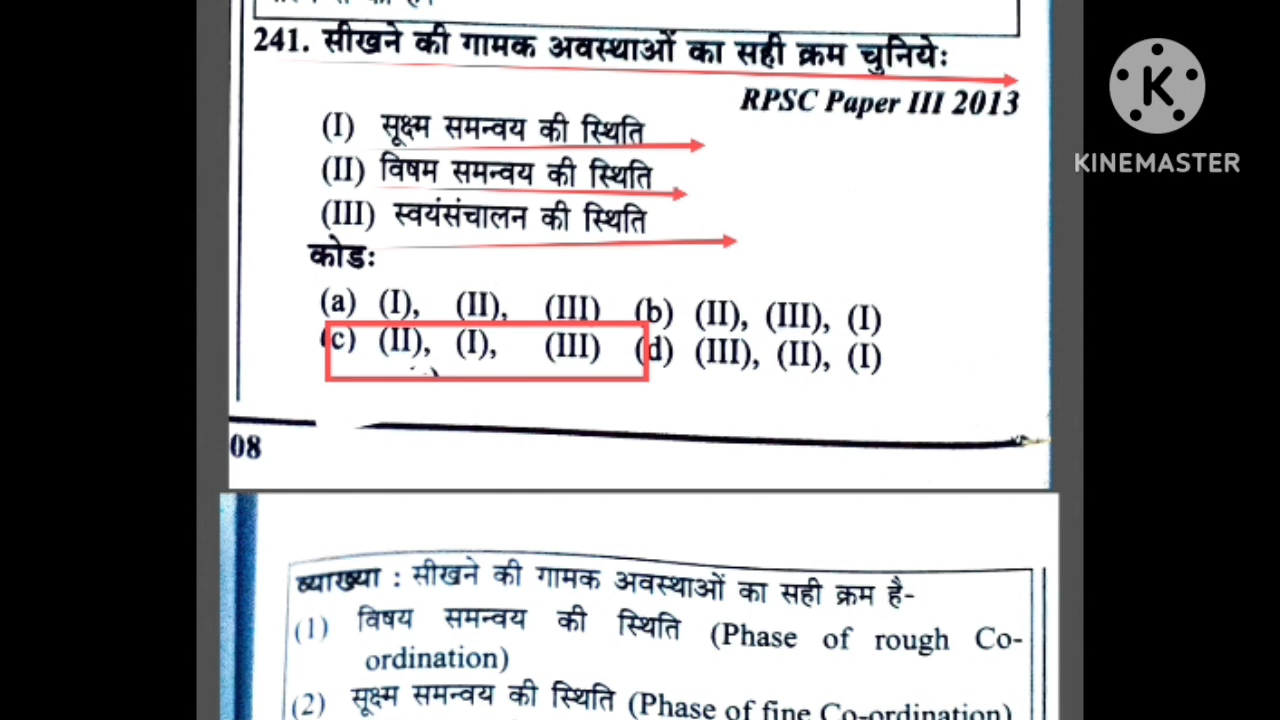 241. सीखने की गामक अवस्थाओं का सही क्रम चुनियेः
RPSC Paper III 2013
K
KINEMASTER
(I) सूक्ष्म समन्वय की स्थिति
(II) विषम समन्वय की स्थिति
(III) स्वयंसंचालन की स्थिति
कोडः
(a) (I), (II), (III) (b) (II), (III), (I)
(c) (II), (I), (III) (d) (III), (II), (I)
08
व्याख्या : सीखने की गामक अवस्थाओं का सही क्रम है-
(1) विषय समन्वय की स्थिति (Phase of rough Co-
ordination)
(2) सूक्ष्म समन्वय की स्थिति (Phase of fine Co-ordination)